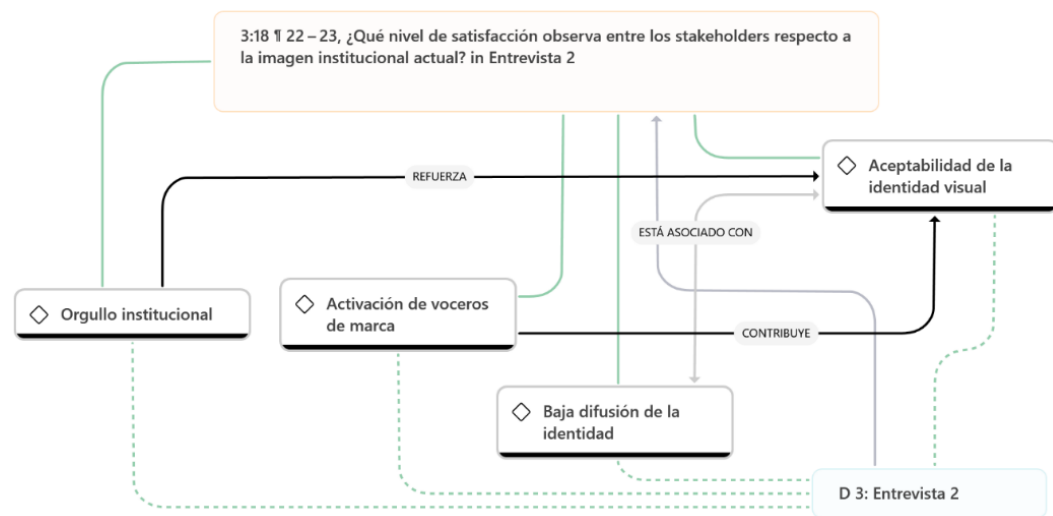 3:18 ¶ 22 – 23, ¿Qué nivel de satisfacción observa entre los stakeholders respecto a
la imagen institucional actual? in Entrevista 2
Aceptabilidad de la
identidad visual
REFUERZA
ESTÁ ASOCIADO CON
Orgullo institucional
Activación de voceros
de marca
CONTRIBUYE
Baja difusión de la
identidad
D 3: Entrevista 2